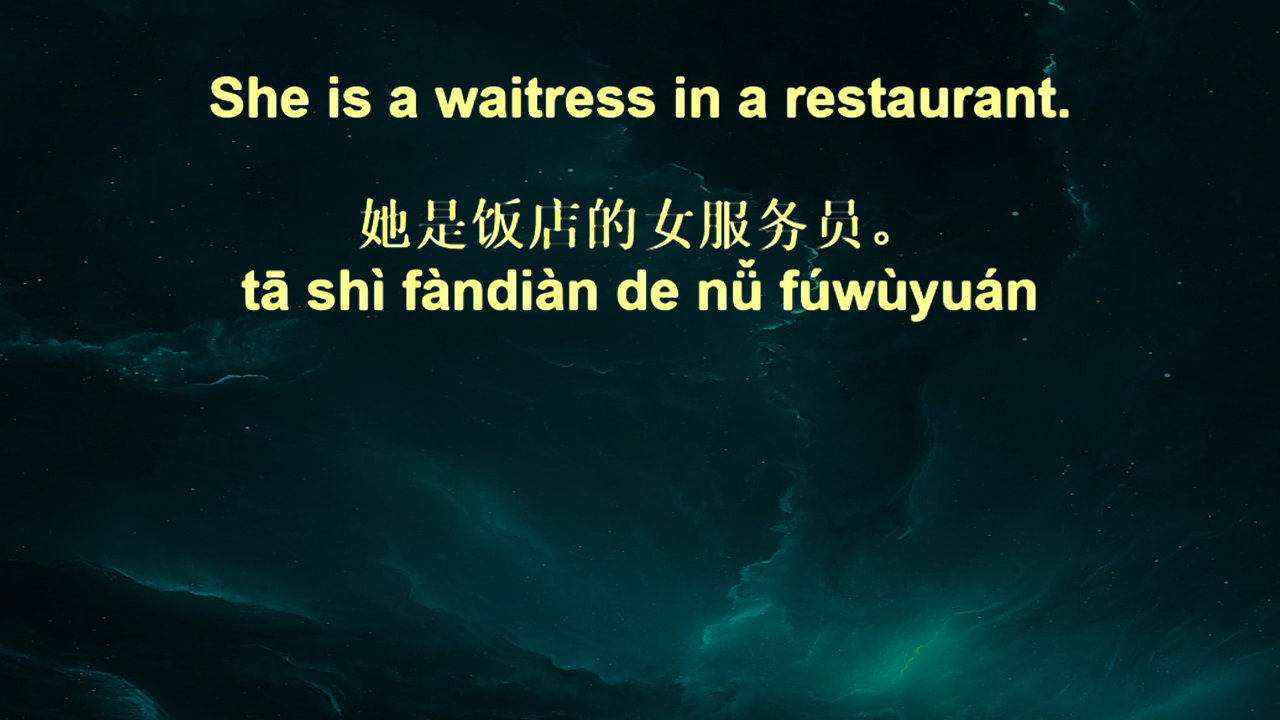 She is a waitress in a restaurant.
她是饭店的女服务员。
tā shì fàndiàn de nǚ fúwùyuán